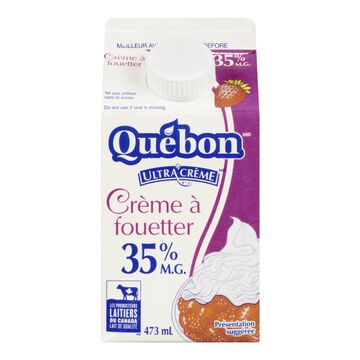 MEILLEUR AV
EFORE
Crème à
fouetter
35%
M.G.
Ne pas utiliser
sans le sceau.
Do not use if seal is missing.
Québon
MD
ULTRA'CRÈME
Crème à
fouetter
35%
M.G.
LES PRODUCTEURS
LAITIERS
DU CANADA
LAIT DE QUALITÉ
473 mL
Présentation
suggérée